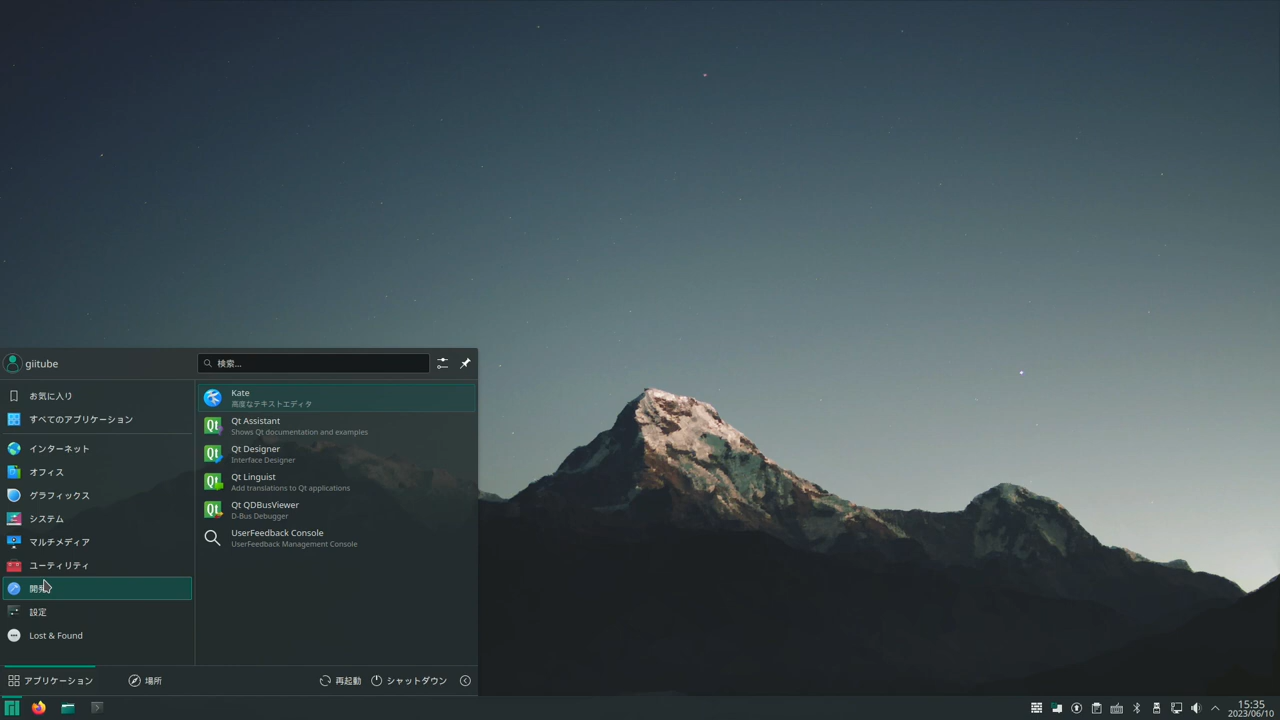 giitube
検索...
お気に入り
すべてのアプリケーション
インターネット
オフィス
グラフィックス
システム
マルチメディア
ユーティリティ
開発
設定
Lost & Found
Kate
高度なテキストエディタ
Qt Assistant
Shows Qt documentation and examples
Qt Designer
Interface Designer
Qt Linguist
Add translations to Qt applications
Qt QDBusViewer
D-Bus Debugger
UserFeedback Console
UserFeedback Management Console
アプリケーション
場所
再起動
シャットダウン
15:35
2023/06/10